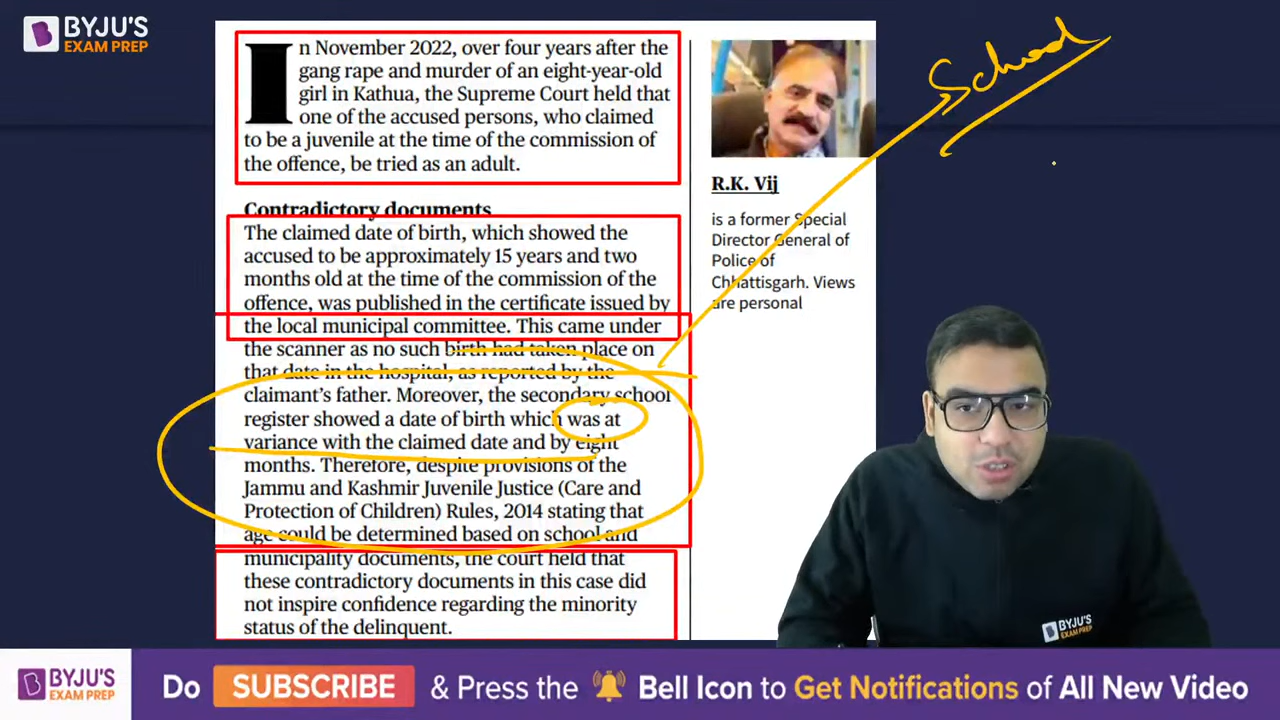 BYJU'S
EXAM PREP
In November 2022, over four years after the
gang rape and murder of an eight-year-old
girl in Kathua, the Supreme Court held that
one of the accused persons, who claimed
to be a juvenile at the time of the commission of
the offence, be tried as an adult.
Contradictory documents
The claimed date of birth, which showed the
accused to be approximately 15 years and two
months old at the time of the commission of the
offence, was published in the certificate issued by
the local municipal committee. This came under
the scanner as no such birth had taken place on
that date in the hospital, as reported by the
claimant's father. Moreover, the secondary school
register showed a date of birth which was at
variance with the claimed date and by eight
months. Therefore, despite provisions of the
Jammu and Kashmir Juvenile Justice (Care and
Protection of Children) Rules, 2014 stating that
age could be determined based on school and
municipality documents, the court held that
these contradictory documents in this case did
not inspire confidence regarding the minority
status of the delinquent.
School
R.K. Vij
is a former Special
Director General of
Police of
Chhattisgarh. Views
are personal
BYJU'S
EXAM PREP
BYJU'S
EXAM PREP
Do SUBSCRIBE & Press the Bell Icon to Get Notifications of All New Video